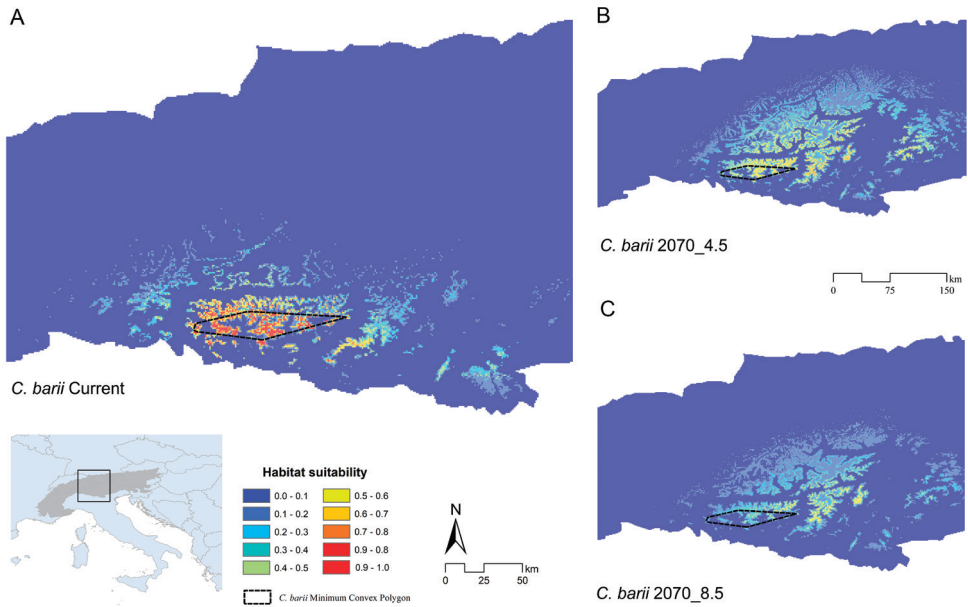 A
C. barii Current
B
C. barii 2070_4.5
km
0 75 150
C
C. barii 2070_8.5
Habitat suitability
0.0 - 0.1
0.1 - 0.2
0.2 - 0.3
0.3 - 0.4
0.4 - 0.5
0.5 - 0.6
0.6 - 0.7
0.7 - 0.8
0.9 - 0.8
0.9 - 1.0
C. barii Minimum Convex Polygon
N
km
0 25 50